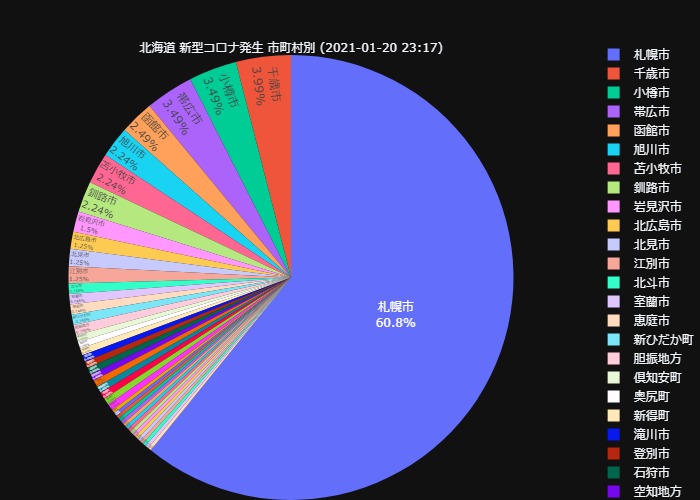 北海道 新型コロナ発生 市町村別 (2021-01-20 23:17)
千歳市
3.99%
小樽市
3.49%
帯広市
3.49%
函館市
2.49%
旭川市
2.24%
苫小牧市
2.24%
釧路市
2.24%
岩見沢市
1.5%
北広島市
1.25%
北見市
1.25%
江別市
1.25%
札幌市
60.8%
札幌市
千歳市
小樽市
帯広市
函館市
旭川市
苫小牧市
釧路市
岩見沢市
北広島市
北見市
江別市
北斗市
室蘭市
恵庭市
新ひだか町
胆振地方
倶知安町
奥尻町
新得町
滝川市
登別市
石狩市
空知地方